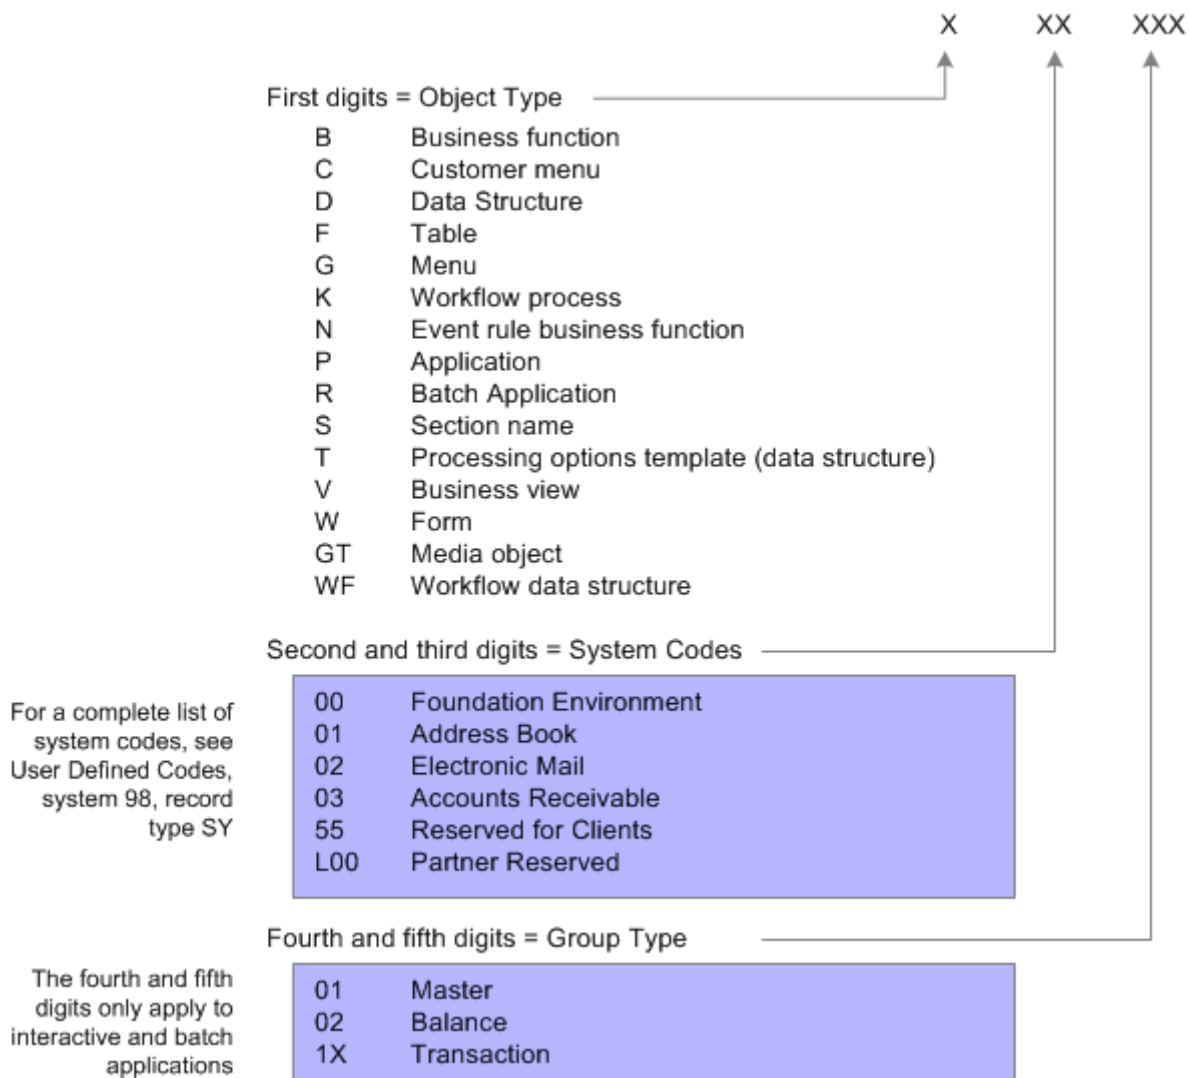 X XX XXX
First digits = Object Type
B Business function
C Customer menu
D Data Structure
F Table
G Menu
K Workflow process
N Event rule business function
P Application
R Batch Application
S Section name
T Processing options template (data structure)
V Business view
W Form
GT Media object
WF Workflow data structure
Second and third digits = System Codes
For a complete list of
system codes, see
User Defined Codes,
system 98, record
type SY
00 Foundation Environment
01 Address Book
02 Electronic Mail
03 Accounts Receivable
55 Reserved for Clients
L00 Partner Reserved
Fourth and fifth digits = Group Type
The fourth and fifth
digits only apply to
interactive and batch
applications
01 Master
02 Balance
1X Transaction